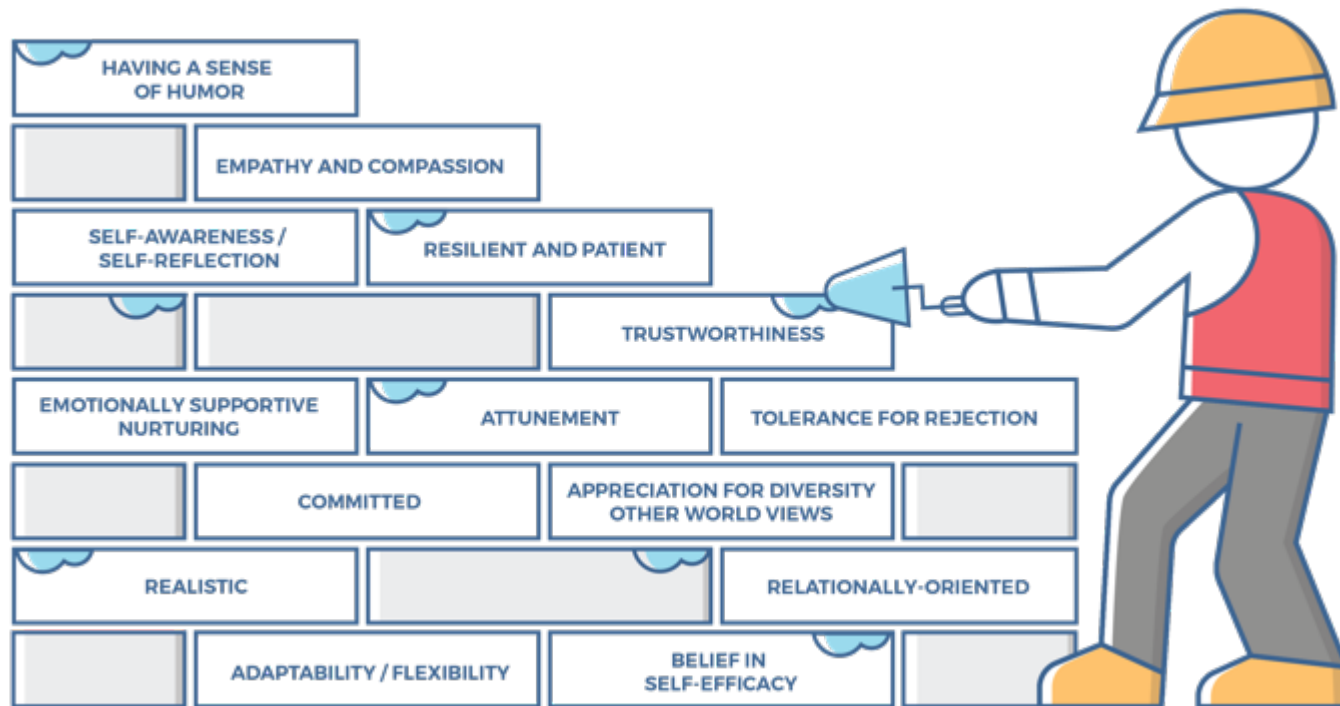 HAVING A SENSE
OF HUMOR
EMPATHY AND COMPASSION
SELF-AWARENESS /
SELF-REFLECTION
RESILIENT AND PATIENT
TRUSTWORTHINESS
EMOTIONALLY SUPPORTIVE
NURTURING
ATTUNEMENT
TOLERANCE FOR REJECTION
COMMITTED
APPRECIATION FOR DIVERSITY
OTHER WORLD VIEWS
REALISTIC
RELATIONALLY-ORIENTED
ADAPTABILITY / FLEXIBILITY
BELIEF IN
SELF-EFFICACY